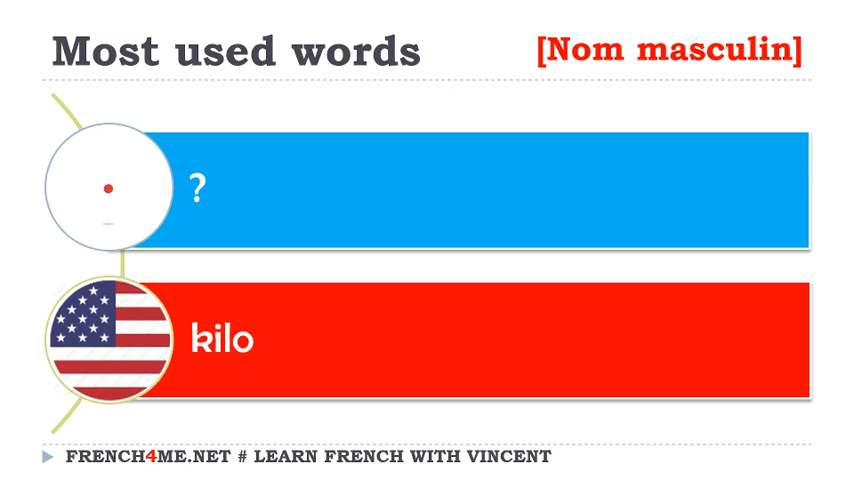 Most used words
[Nom masculin]
?
kilo
FRENCH4ME.NET # LEARN FRENCH WITH VINCENT